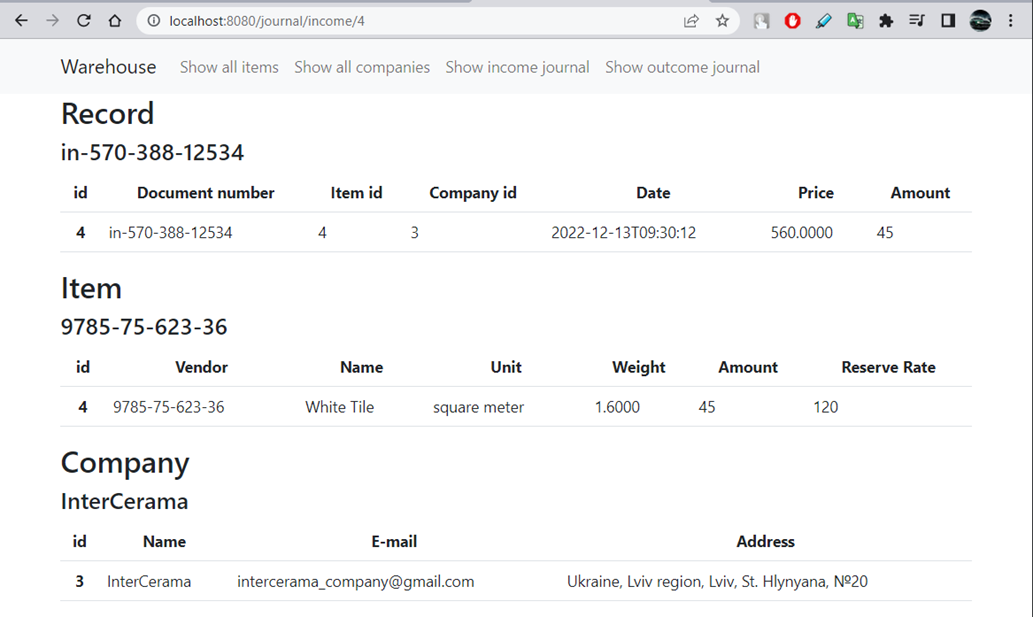 localhost:8080/journal/income/4
Warehouse Show all items Show all companies Show income journal Show outcome journal
Record
in-570-388-12534
id Document number Item id Company id Date Price Amount
4 in-570-388-12534 4 3 2022-12-13T09:30:12 560.0000 45
Item
9785-75-623-36
id Vendor Name Unit Weight Amount Reserve Rate
4 9785-75-623-36 White Tile square meter 1.6000 45 120
Company
InterCerama
id Name E-mail Address
3 InterCerama intercerama_company@gmail.com Ukraine, Lviv region, Lviv, St. Hlynyana, №20